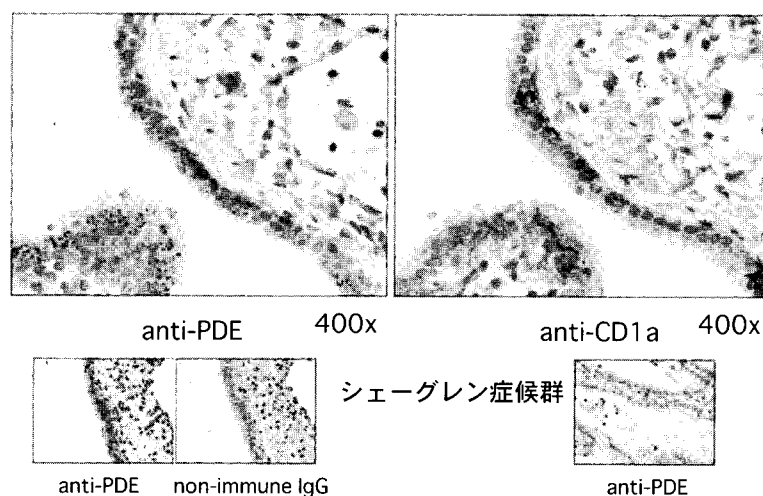 anti-PDE 400x
anti-CD1a 400x
シェーグレン症候群
anti-PDE
non-immune IgG
anti-PDE